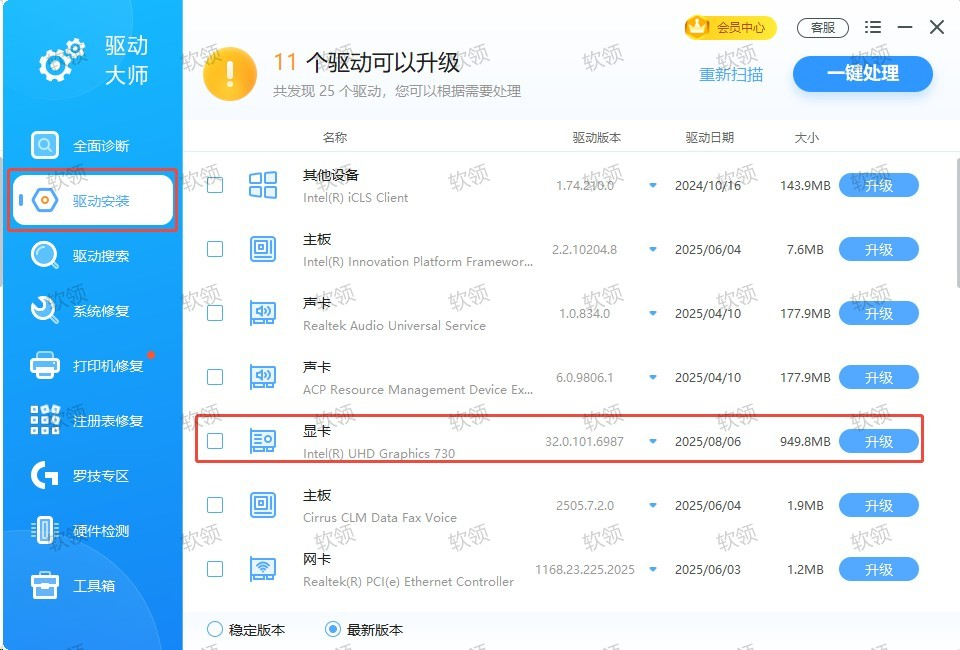 驱动
大师
会员中心
客服
11 个驱动可以升级
共发现 25 个驱动，您可以根据需要处理
重新扫描
一键处理
全面诊断
驱动安装
驱动搜索
系统修复
打印机修复
注册表修复
罗技专区
硬件检测
工具箱
名称 驱动版本 驱动日期 大小
其他设备
Intel(R) iCLS Client
1.74.210.0 2024/10/16 143.9MB 升级
主板
Intel(R) Innovation Platform Framewor...
2.2.10204.8 2025/06/04 7.6MB 升级
声卡
Realtek Audio Universal Service
1.0.834.0 2025/04/10 177.9MB 升级
声卡
ACP Resource Management Device Ex...
6.0.9806.1 2025/04/10 177.9MB 升级
显卡
Intel(R) UHD Graphics 730
32.0.101.6987 2025/08/06 949.8MB 升级
主板
Cirrus CLM Data Fax Voice
2505.7.2.0 2025/06/04 1.9MB 升级
网卡
Realtek(R) PCI(e) Ethernet Controller
1168.23.225.2025 2025/06/03 1.2MB 升级
稳定版本 最新版本
软领